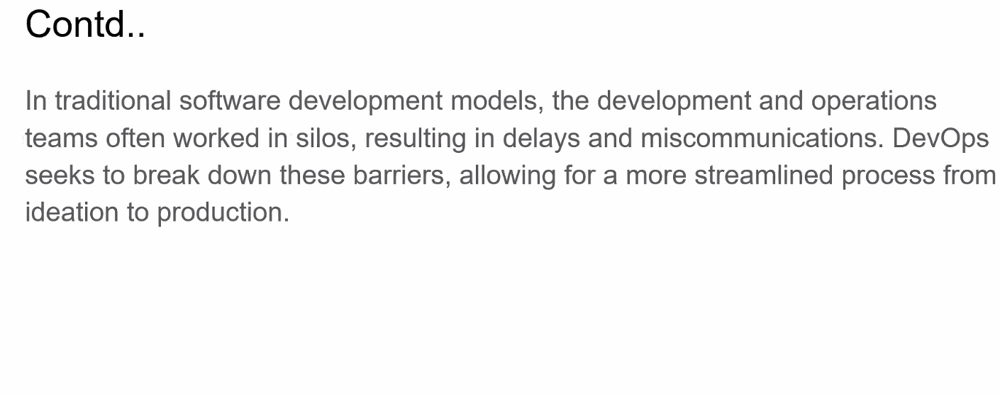 Contd..
In traditional software development models, the development and operations
teams often worked in silos, resulting in delays and miscommunications. DevOps
seeks to break down these barriers, allowing for a more streamlined process from
ideation to production.